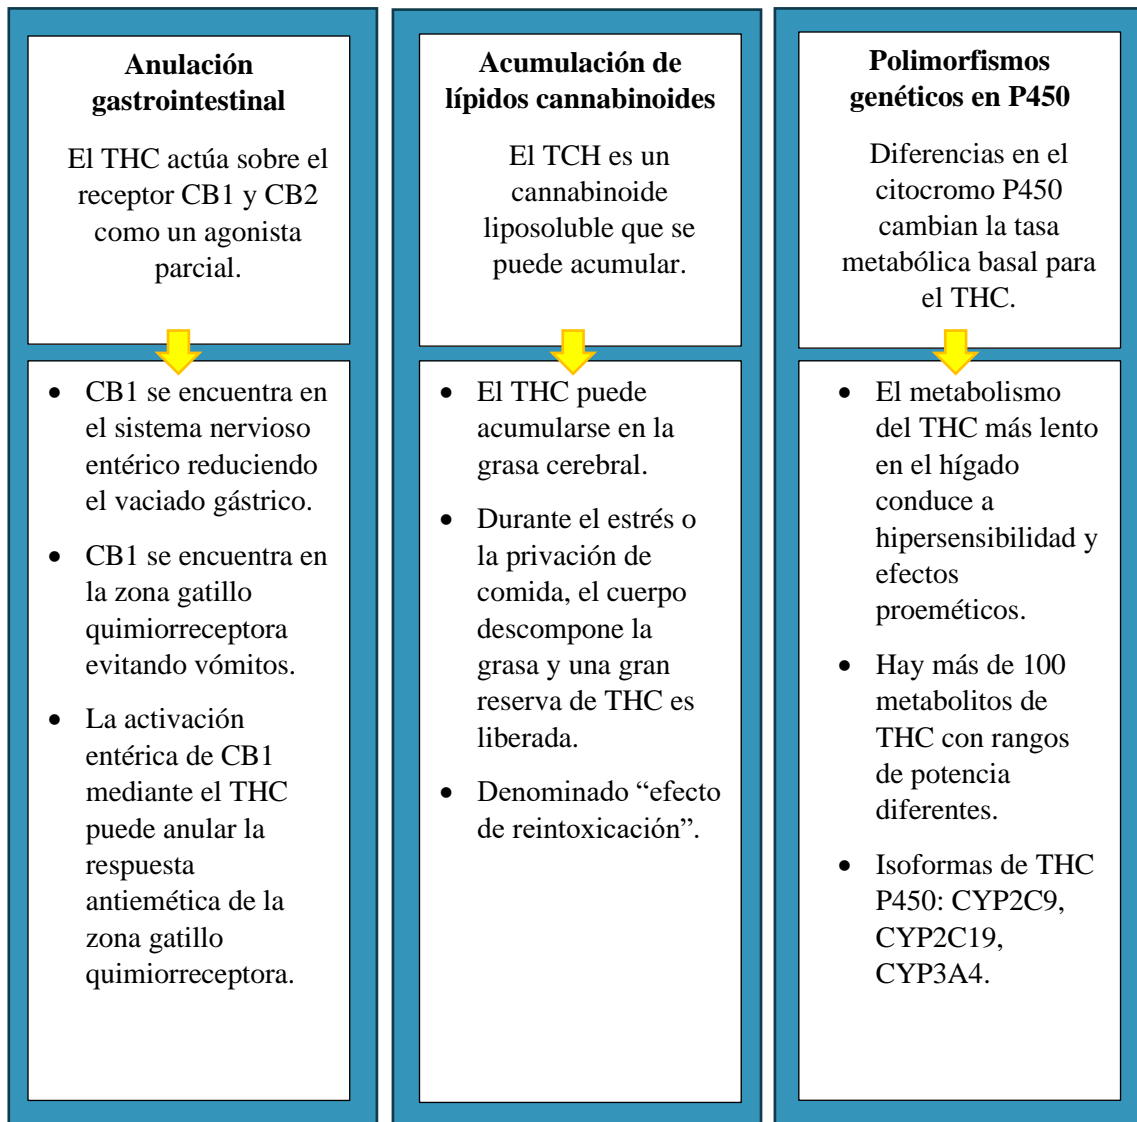 Anulación
gastrointestinal
El THC actúa sobre el
receptor CB1 y CB2
como un agonista
parcial.
• CB1 se encuentra en
el sistema nervioso
entérico reduciendo
el vaciado gástrico.
• CB1 se encuentra en
la zona gatillo
quimiorreceptora
evitando vómitos.
• La activación
entérica de CB1
mediante el THC
puede anular la
respuesta
antiemética de la
zona gatillo
quimiorreceptora.
Acumulación de
lípidos cannabinoides
El TCH es un
cannabinoide
liposoluble que se
puede acumular.
• El THC puede
acumularse en la
grasa cerebral.
• Durante el estrés o
la privación de
comida, el cuerpo
descompone la
grasa y una gran
reserva de THC es
liberada.
• Denominado “efecto
de reintoxicación”.
Polimorfismos
genéticos en P450
Diferencias en el
citocromo P450
cambian la tasa
metabólica basal para
el THC.
• El metabolismo
del THC más lento
en el hígado
conduce a
hipersensibilidad y
efectos
proeméticos.
• Hay más de 100
metabolitos de
THC con rangos
de potencia
diferentes.
• Isoformas de THC
P450: CYP2C9,
CYP2C19,
CYP3A4.